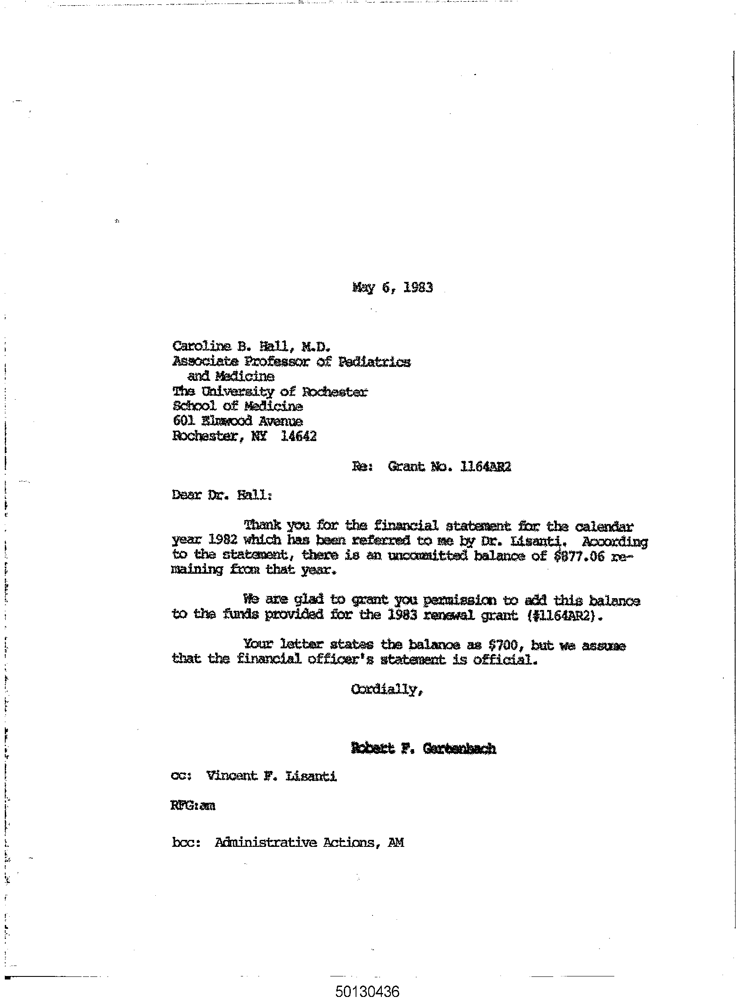 May 6, 1983
Caroline B. Hall, M.D.
Associate Professor of Pediatrics
and Medicine
The University of Rochester
School of Medicine
601 Elmwood Avenue
Rochester, NY 14642
Re: Grant No. 1164AR2
Dear Dr. Hall:
Thank you for the financial statement for the calendar
year 1982 which has been referred to me by Dr. Lisanti. According
to the statement, there is an uncommitted balance of $877.06 re-
maining from that year.
We are glad to grant you permission to add this balance
to the funds provided for the 1983 renewal grant (#1164AR2).
Your letter states the balance as $700, but we assume
that the financial officer's statement is official.
Cordially,
Robert F. Gertenbach
cc: Vincent F. Lisanti
RFG:am
bcc: Administrative Actions, AM
50130436